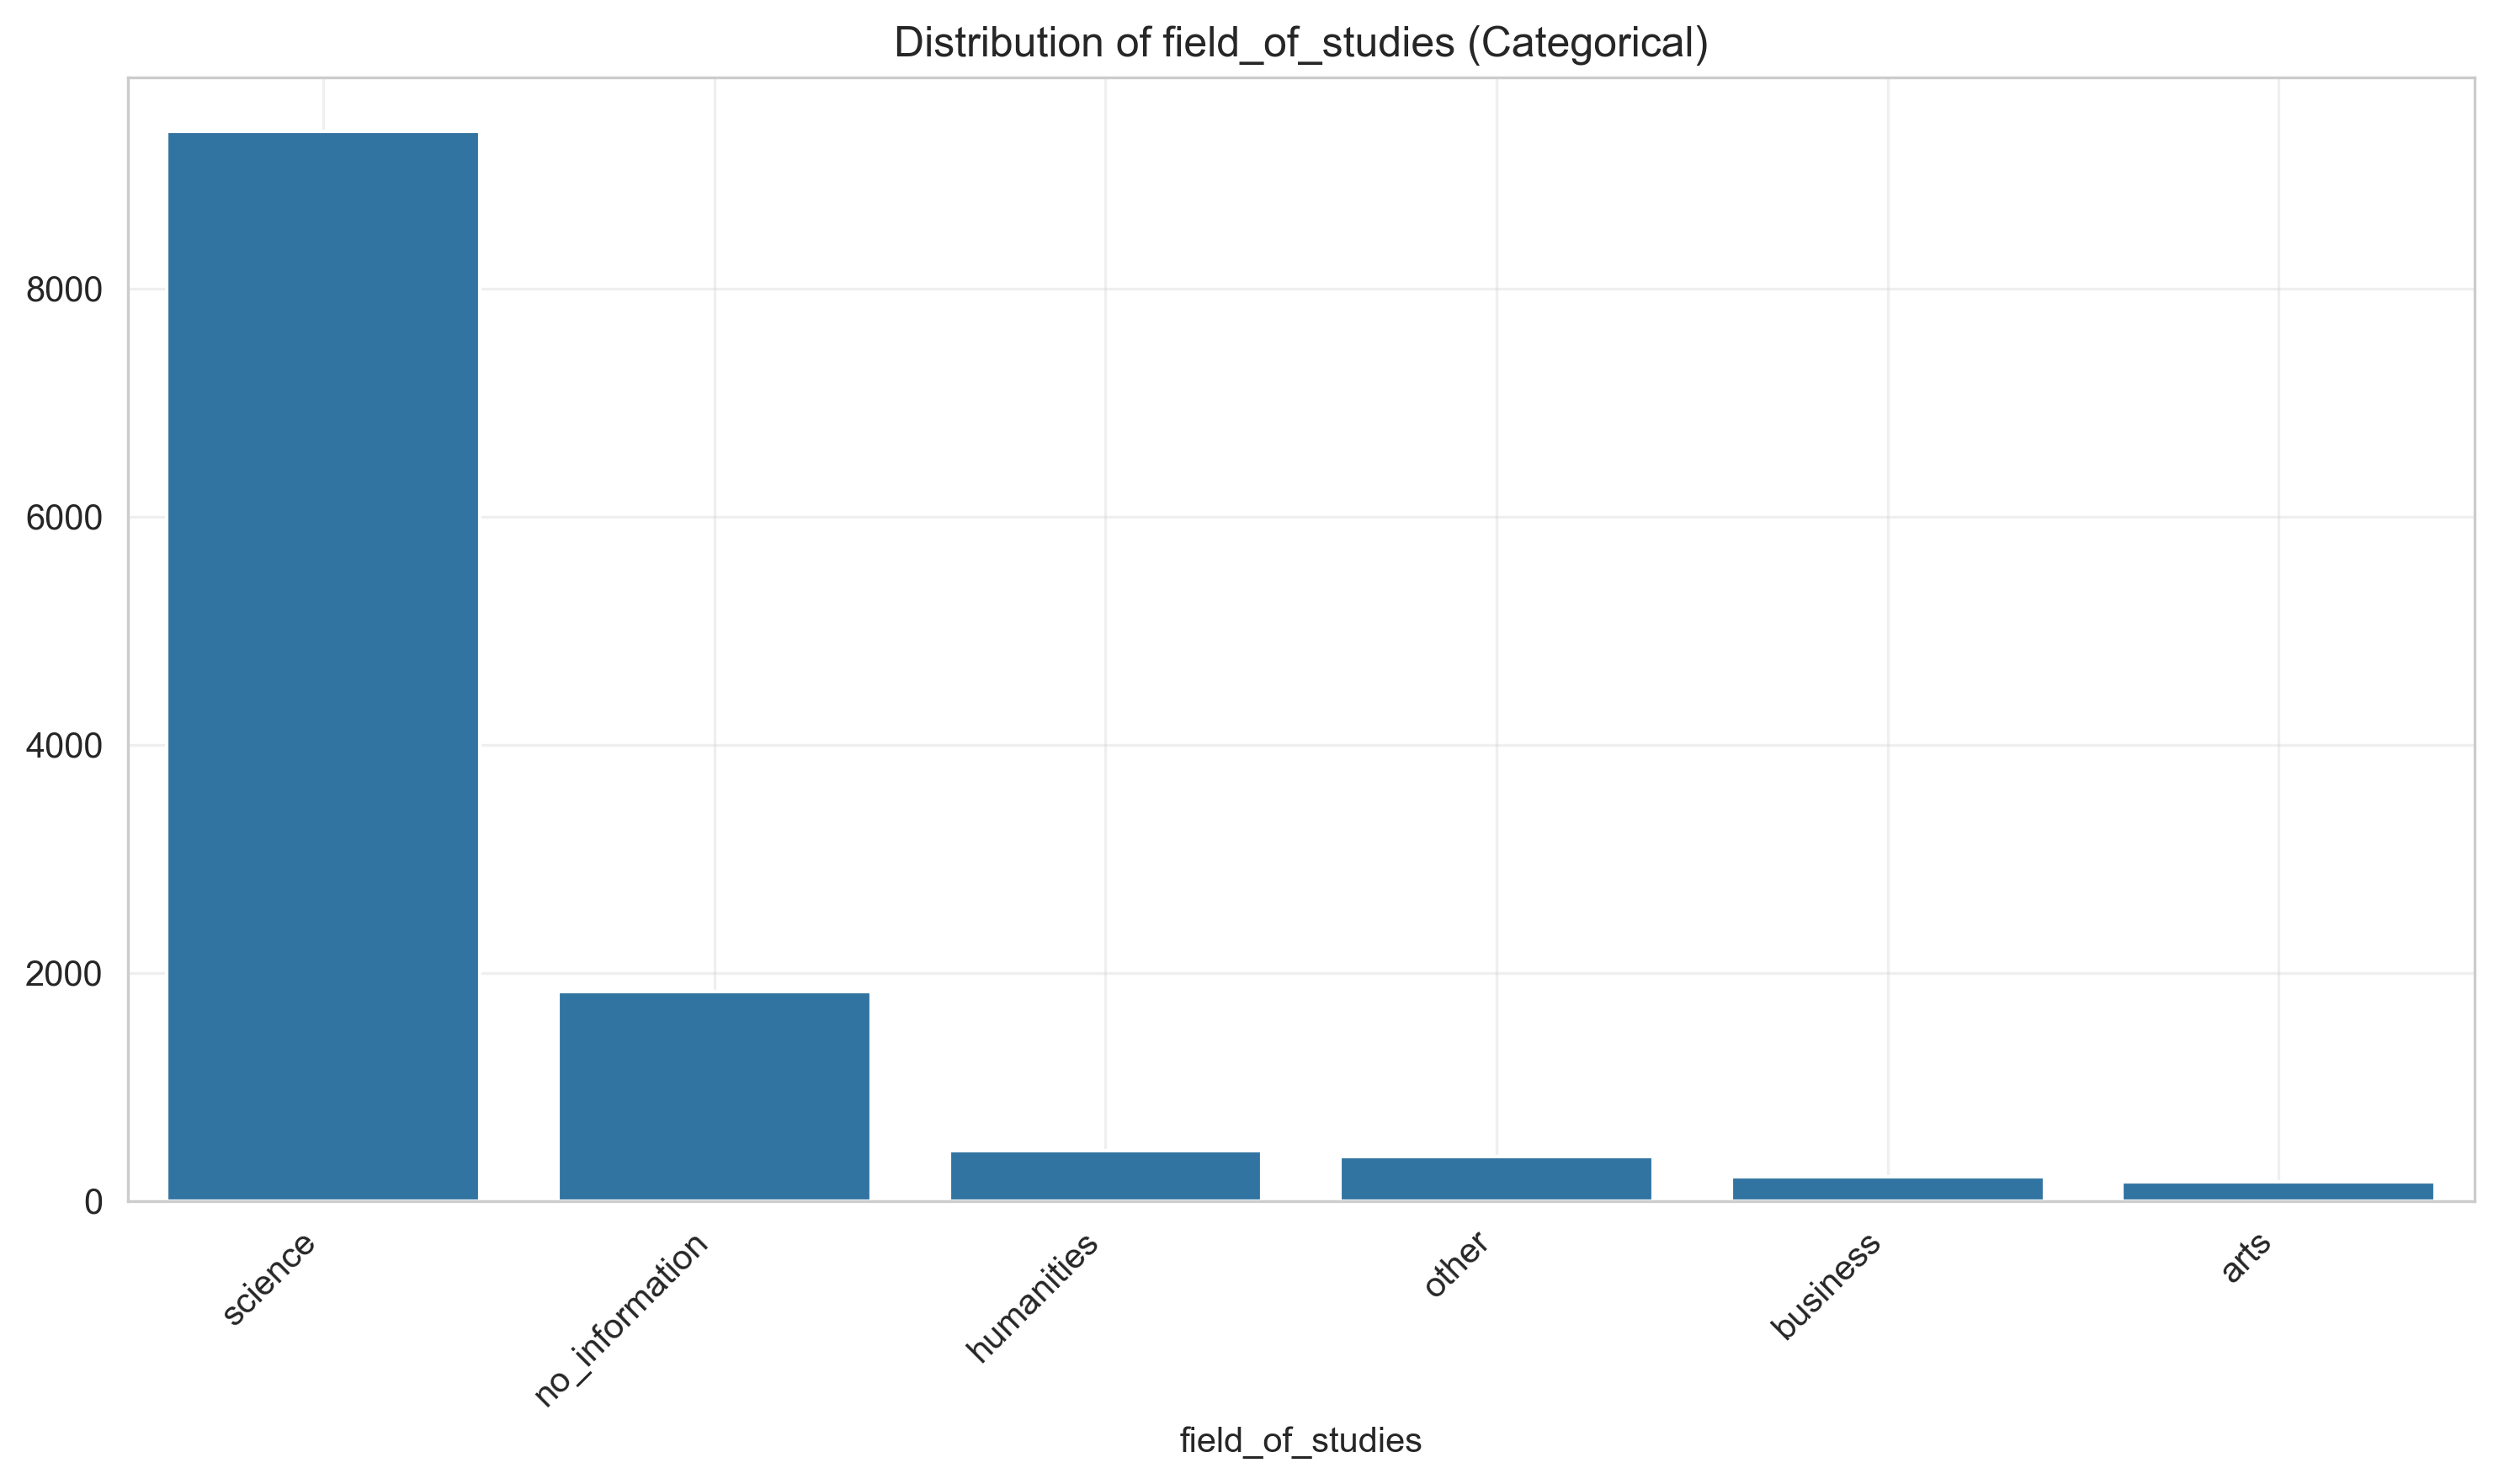 Distribution of field_of_studies (Categorical)
8000
6000
4000
2000
0
science
no_information
humanities
other
business
arts
field_of_studies